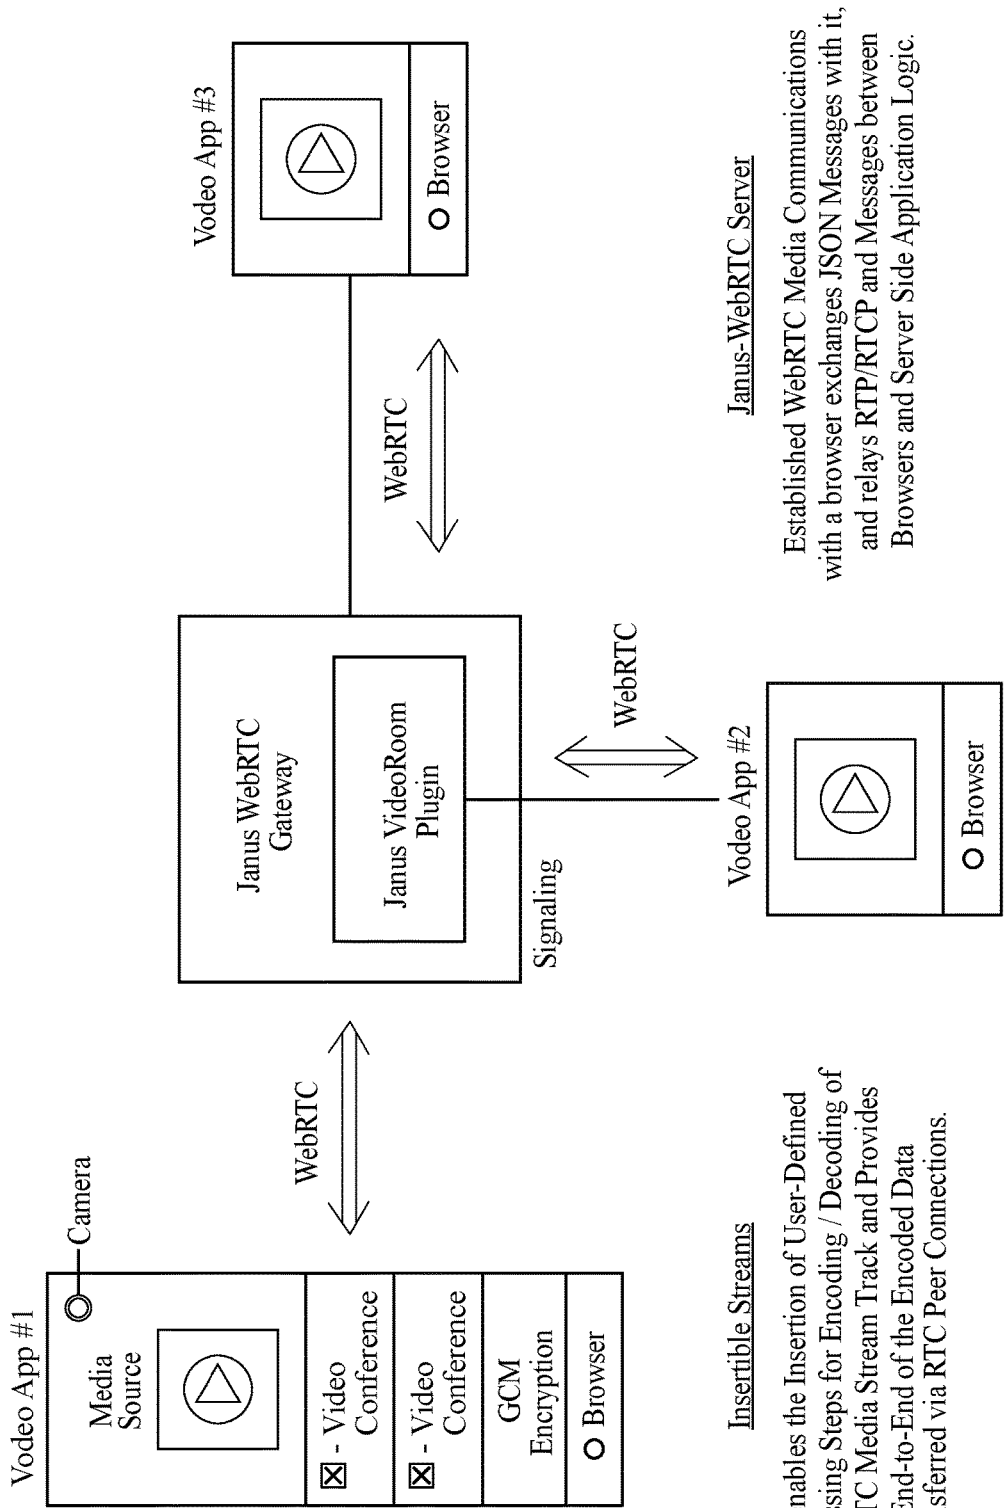 Vodeo App #1
Camera
Media
Source
- Video
Conference
- Video
Conference
GCM
Encryption
Browser
WebRTC
Janus WebRTC
Gateway
Janus VideoRoom
Plugin
Signaling
WebRTC
Vodeo App #2
Browser
WebRTC
Vodeo App #3
Browser
Insertible Streams
the Insertion of User-Defined
Steps for Encoding / Decoding of
Media Stream Track and Provides
End-to-End of the Encoded Data
via RTC Peer Connections.
Janus-WebRTC Server
Established WebRTC Media Communications
with a browser exchanges JSON Messages with it,
and relays RTP/RTCP and Messages between
Browsers and Server Side Application Logic.